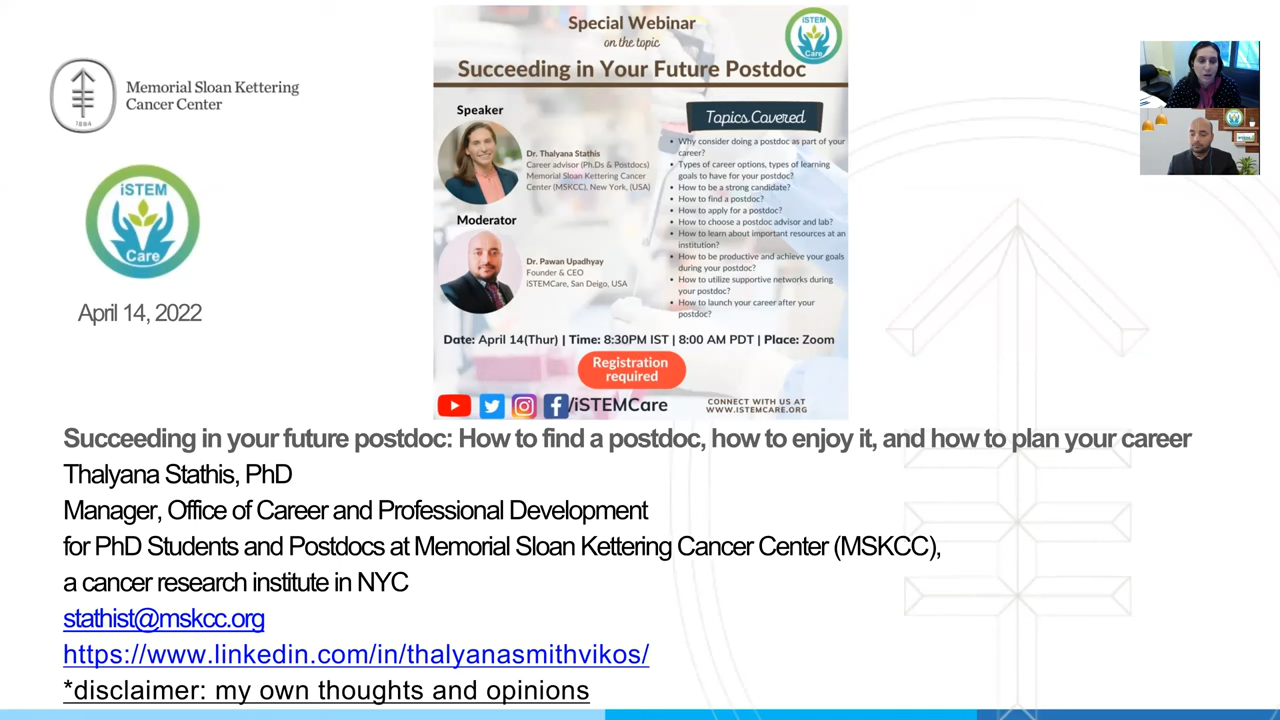 Memorial Sloan Kettering
Cancer Center
1884
iSTEM
Care
April 14, 2022
Special Webinar
on the topic
Succeeding in Your Future Postdoc
iSTEM
Care
Speaker
Dr. Thalyana Stathis
Career advisor (Ph.Ds & Postdocs)
Memorial Sloan Kettering Cancer
Center (MSKCC), New York, (USA)
Moderator
Dr. Pawan Upadhyay
Founder & CEO
iSTEMCare, San Deigo, USA
Topics Covered
• Why consider doing a postdoc as part of your
career?
• Types of career options, types of learning
goals to have for your postdoc?
• How to be a strong candidate?
• How to find a postdoc?
• How to apply for a postdoc?
• How to choose a postdoc advisor and lab?
• How to learn about important resources at an
institution?
• How to be productive and achieve your goals
during your postdoc?
• How to utilize supportive networks during
your postdoc?
• How to launch your career after your
postdoc?
Date: April 14(Thur) | Time: 8:30PM IST | 8:00 AM PDT | Place: Zoom
Registration
required
/iSTEMCare
CONNECT WITH US AT
WWW.ISTEMCARE.ORG
Succeeding in your future postdoc: How to find a postdoc, how to enjoy it, and how to plan your career
Thalyana Stathis, PhD
Manager, Office of Career and Professional Development
for PhD Students and Postdocs at Memorial Sloan Kettering Cancer Center (MSKCC),
a cancer research institute in NYC
stathist@mskcc.org
https://www.linkedin.com/in/thalyanasmithvikos/
*disclaimer: my own thoughts and opinions